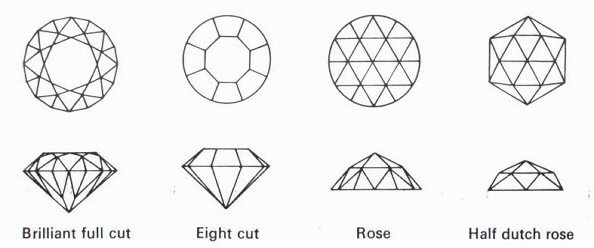 Brilliant full cut
Eight cut
Rose
Half dutch rose